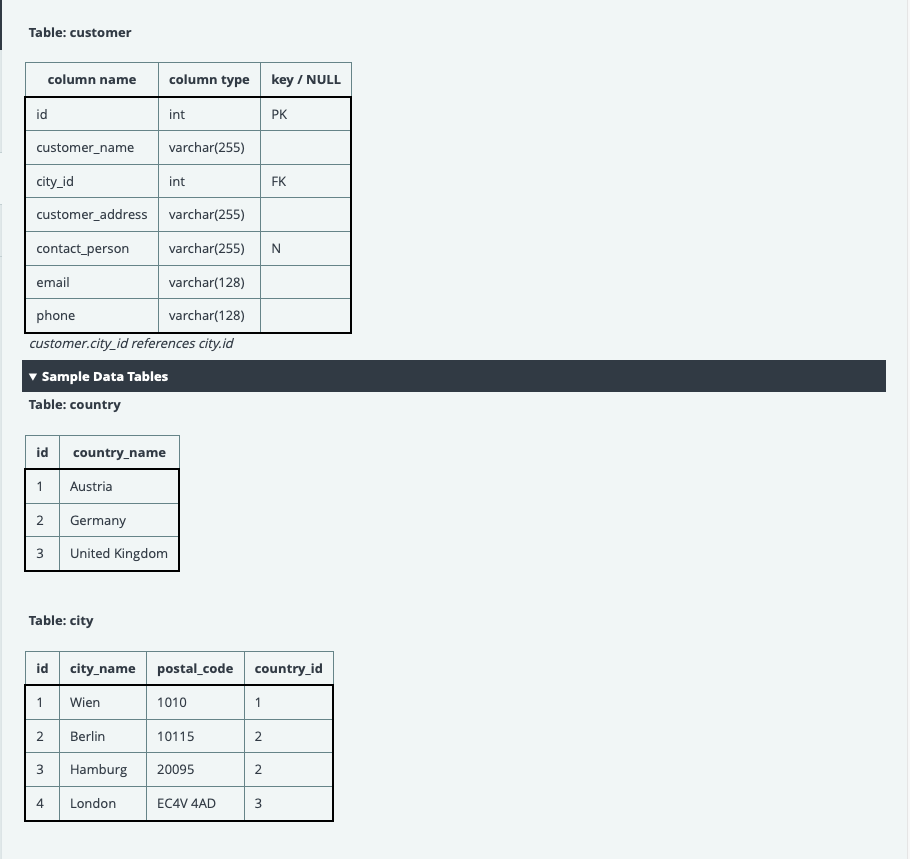 Table: customer
column name column type key / NULL
id int PK
customer_name varchar(255)
city_id int FK
customer_address varchar(255)
contact_person varchar(255) N
email varchar(128)
phone varchar(128)
customer.city_id references city.id
▼ Sample Data Tables
Table: country
id country_name
1 Austria
2 Germany
3 United Kingdom
Table: city
id city_name postal_code country_id
1 Wien 1010 1
2 Berlin 10115 2
3 Hamburg 20095 2
4 London EC4V 4AD 3